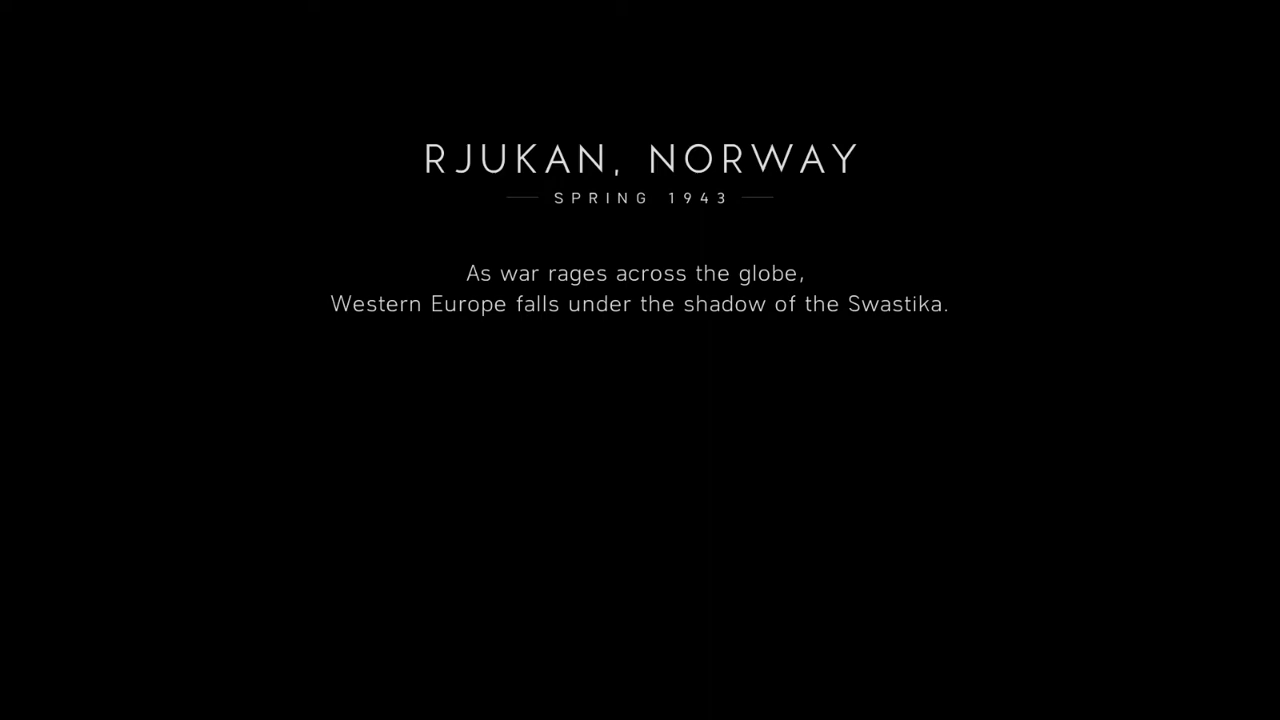 RJUKAN, NORWAY
SPRING 1943
As war rages across the globe,
Western Europe falls under the shadow of the Swastika.